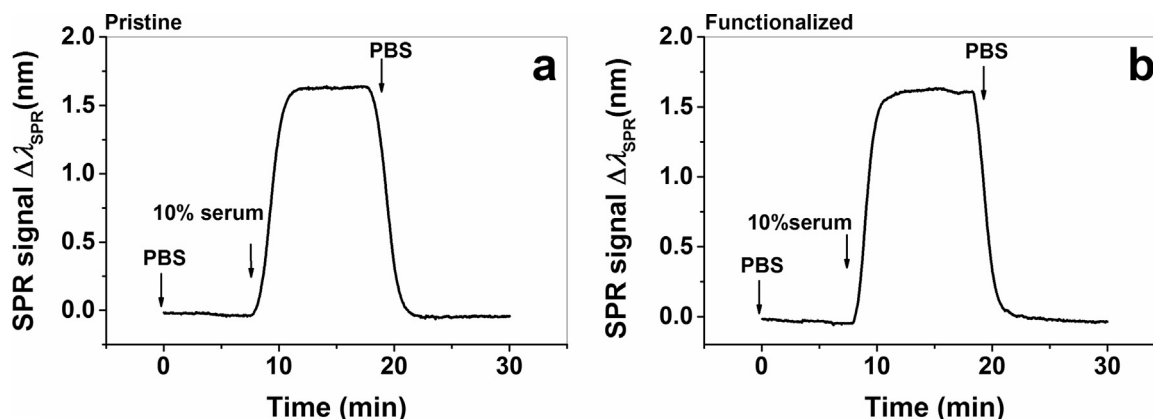 Pristine
a
SPR signal Δλ_SPR(nm)
2.0
1.5
1.0
0.5
0.0
PBS
10% serum
PBS
0 10 20 30
Time (min)
Functionalized
b
SPR signal Δλ_SPR(nm)
2.0
1.5
1.0
0.5
0.0
PBS
10%serum
PBS
0 10 20 30
Time (min)